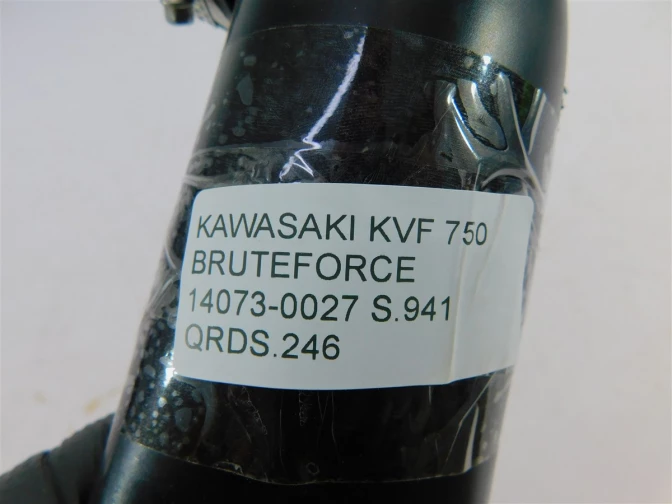 KAWASAKI KVF 750
BRUTEFORCE
14073-0027 S.941
QRDS.246